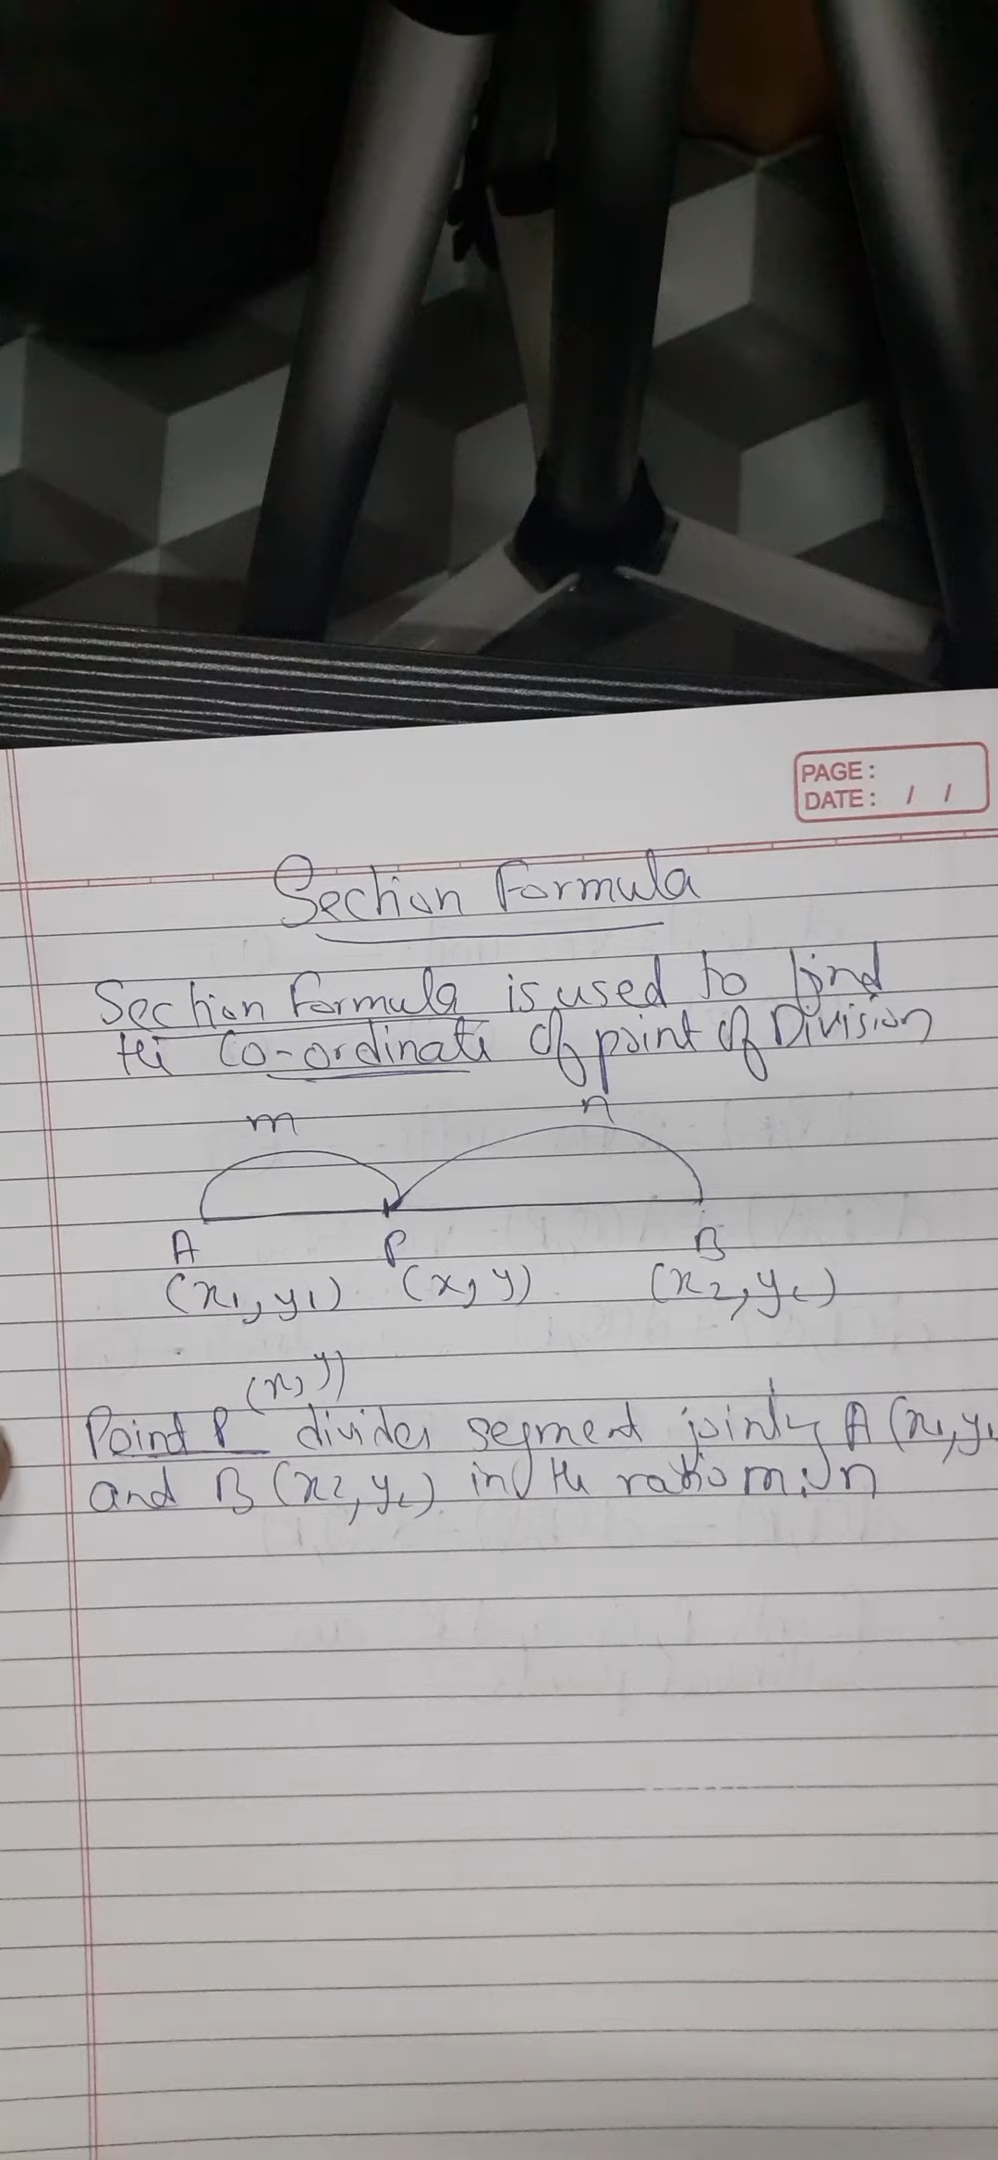 PAGE :
DATE : / /
Section Formula
Section Formula is used to find
the Co-ordinate of point of Division
m n
A P B
(x1, y1) (x, y) (x2, y2)
(x, y)
Point P divides segment joining A (x1, y1
and B (x2, y2) in the ratio m:n